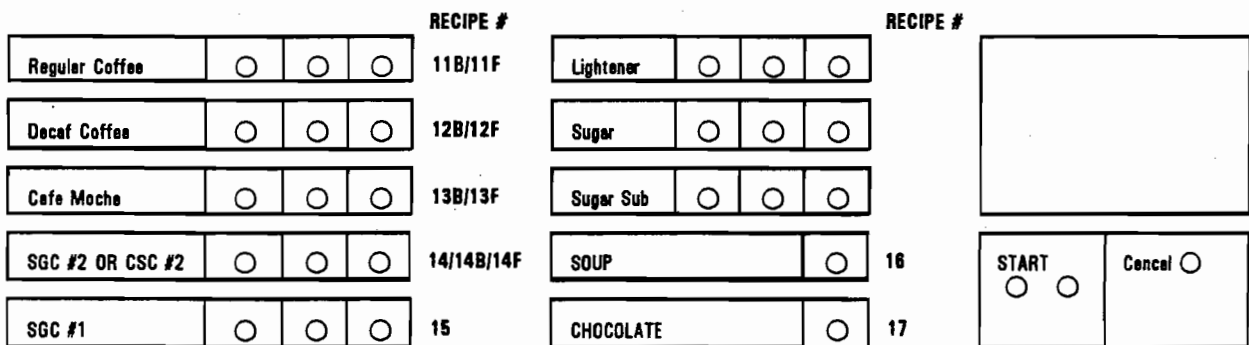 RECIPE # RECIPE #
Regular Coffee 11B/11F Lightener
Decaf Coffee 12B/12F Sugar
Cafe Mocha 13B/13F Sugar Sub
SGC #2 OR CSC #2 14/14B/14F SOUP 16 START Cancel
SGC #1 15 CHOCOLATE 17